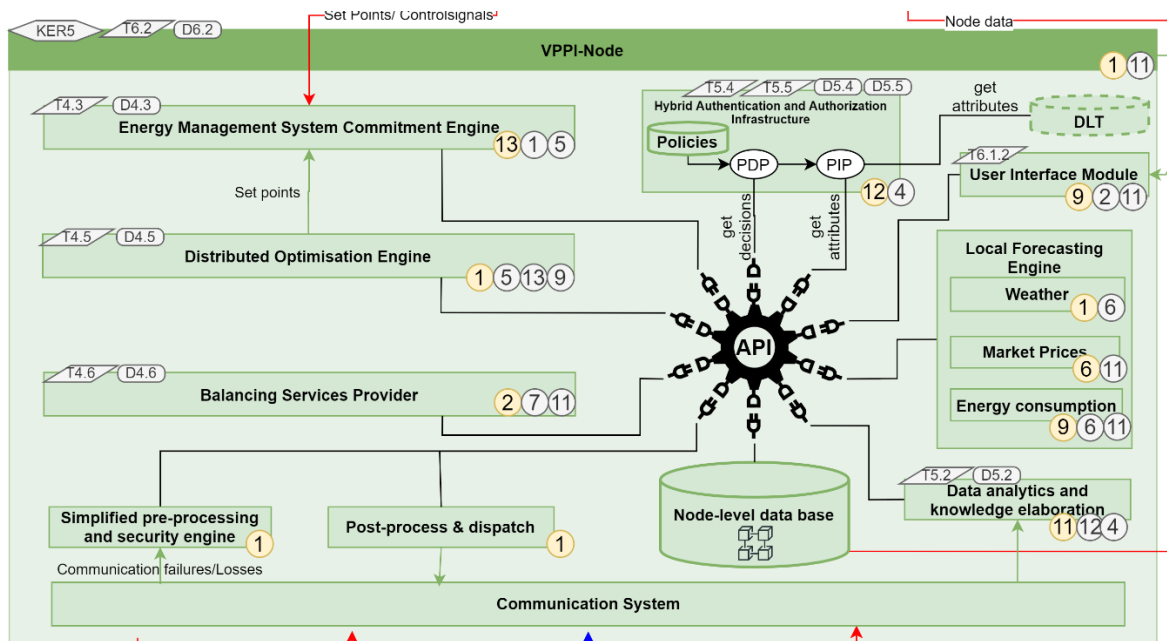 Set Points/ Controlsignals
Node data
KER5
T6.2
D6.2
VPPI-Node
1 11
T4.3
D4.3
Energy Management System Commitment Engine
13 1 5
T5.4
T5.5
D5.4
D5.5
Hybrid Authentication and Authorization
Infrastructure
Policies
PDP
PIP
12 4
get
attributes
DLT
T6.1.2
User Interface Module
9 2 11
Set points
get
decisions
get
attributes
T4.5
D4.5
Distributed Optimisation Engine
1 5 13 9
Local Forecasting
Engine
Weather
1 6
Market Prices
6 11
Energy consumption
9 6 11
API
T4.6
D4.6
Balancing Services Provider
2 7 11
T5.2
D5.2
Data analytics and
knowledge elaboration
11 12 4
Simplified pre-processing
and security engine
1
Post-process & dispatch
1
Node-level data base
Communication failures/Losses
Communication System